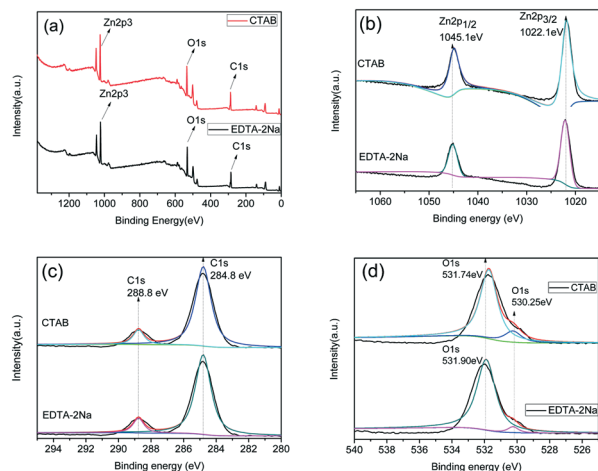 (a)
CTAB
Zn2p3
O1s
C1s
EDTA-2Na
Zn2p3
O1s
C1s
Intensity(a.u.)
1200 1000 800 600 400 200 0
Binding Energy(eV)
(b)
Zn2p1/2
1045.1eV
Zn2p3/2
1022.1eV
CTAB
EDTA-2Na
Intensity(a.u.)
1060 1050 1040 1030 1020
Binding energy(eV)
(c)
C1s
288.8 eV
C1s
284.8 eV
CTAB
EDTA-2Na
Intensity(a.u.)
294 292 290 288 286 284 282 280
Binding energy(eV)
(d)
O1s
531.74eV
O1s
530.25eV
CTAB
O1s
531.90eV
EDTA-2Na
Intensity(a.u.)
540 538 536 534 532 530 528 526
Binding energy(eV)